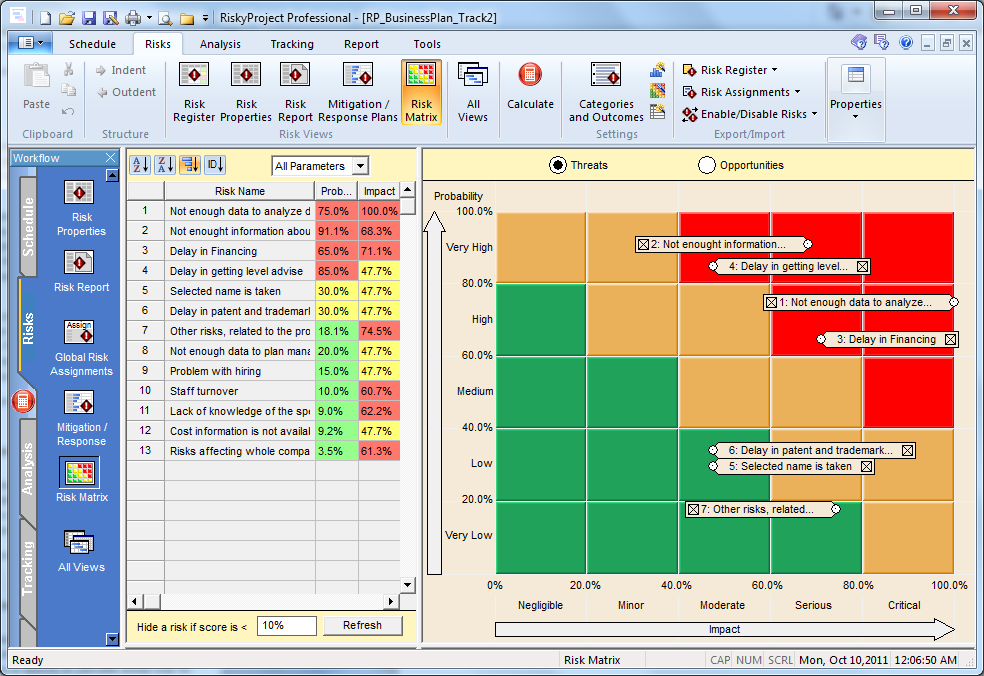 RiskyProject Professional - [RP_BusinessPlan_Track2]
Schedule Risks Analysis Tracking Report Tools
Paste
Clipboard
Indent
Outdent
Structure
Risk Register
Risk Properties
Risk Report
Mitigation / Response Plans
Risk Matrix
Risk Views
All Views
Calculate
Categories and Outcomes
Settings
Risk Register
Risk Assignments
Enable/Disable Risks
Export/Import
Properties
Workflow
Schedule
Risks
Analysis
Tracking
Risk Properties
Risk Report
Assign
Global Risk Assignments
Mitigation / Response
Risk Matrix
All Views
All Parameters
Risk Name Prob... Impact
1 Not enough data to analyze d 75.0% 100.0%
2 Not enough information abou 91.1% 68.3%
3 Delay in Financing 65.0% 71.1%
4 Delay in getting level advise 85.0% 47.7%
5 Selected name is taken 30.0% 47.7%
6 Delay in patent and trademarl 30.0% 47.7%
7 Other risks, related to the pro 18.1% 74.5%
8 Not enough data to plan mana 20.0% 47.7%
9 Problem with hiring 15.0% 47.7%
10 Staff turnover 10.0% 60.7%
11 Lack of knowledge of the spe 9.0% 62.2%
12 Cost information is not availal 9.2% 47.7%
13 Risks affecting whole compa 3.5% 61.3%
Hide a risk if score is < 10% Refresh
Threats Opportunities
Probability
100.0%
Very High
2: Not enought information...
4: Delay in getting level...
80.0%
1: Not enough data to analyze...
High
3: Delay in Financing
60.0%
Medium
40.0%
6: Delay in patent and trademark...
Low
5: Selected name is taken
20.0%
7: Other risks, related...
Very Low
0% 20.0% 40.0% 60.0% 80.0% 100.0%
Negligible Minor Moderate Serious Critical
Impact
Ready Risk Matrix CAP NUM SCRL Mon, Oct 10,2011 12:06:50 AM